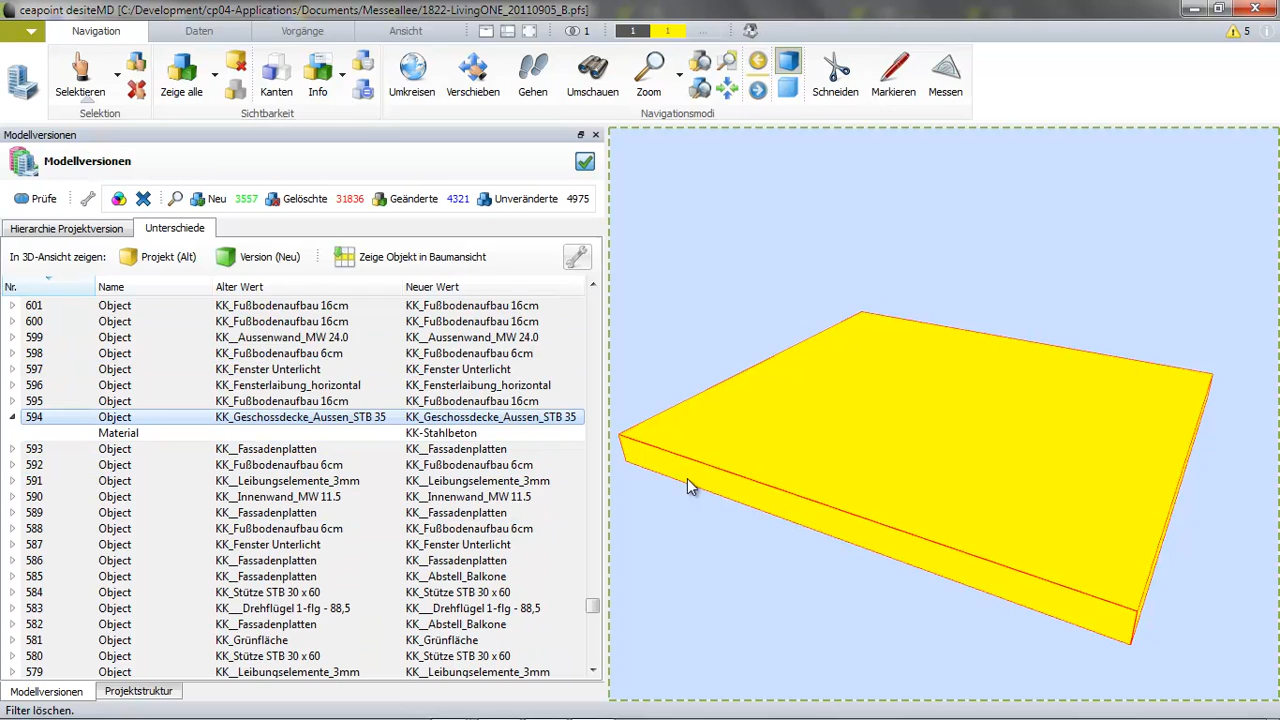 ceapoint desiteMD [C:/Development/cp04-Applications/Documents/Messeallee/1822-LivingONE_20110905_B.pfs]
Navigation Daten Vorgänge Ansicht 1 1 1 ... 5
Selektieren Zeige alle Kanten Info Umkreisen Verschieben Gehen Umschauen Zoom Schneiden Markieren Messen
Selektion Sichtbarkeit Navigationsmodi
Modellversionen
Modellversionen
Prüfe Neu 3557 Gelöschte 31836 Geänderte 4321 Unveränderte 4975
Hierarchie Projektversion Unterschiede
In 3D-Ansicht zeigen: Projekt (Alt) Version (Neu) Zeige Objekt in Baumansicht
Nr. Name Alter Wert Neuer Wert
601 Object KK_Fußbodenaufbau 16cm KK_Fußbodenaufbau 16cm
600 Object KK_Fußbodenaufbau 16cm KK_Fußbodenaufbau 16cm
599 Object KK__Aussenwand_MW 24.0 KK__Aussenwand_MW 24.0
598 Object KK_Fußbodenaufbau 6cm KK_Fußbodenaufbau 6cm
597 Object KK_Fenster Unterlicht KK_Fenster Unterlicht
596 Object KK_Fensterlaibung_horizontal KK_Fensterlaibung_horizontal
595 Object KK_Fußbodenaufbau 16cm KK_Fußbodenaufbau 16cm
594 Object KK_Geschossdecke_Aussen_STB 35 KK_Geschossdecke_Aussen_STB 35
Material KK-Stahlbeton
593 Object KK__Fassadenplatten KK__Fassadenplatten
592 Object KK_Fußbodenaufbau 6cm KK_Fußbodenaufbau 6cm
591 Object KK__Leibungselemente_3mm KK__Leibungselemente_3mm
590 Object KK__Innenwand_MW 11.5 KK__Innenwand_MW 11.5
589 Object KK__Fassadenplatten KK__Fassadenplatten
588 Object KK_Fußbodenaufbau 6cm KK_Fußbodenaufbau 6cm
587 Object KK_Fenster Unterlicht KK_Fenster Unterlicht
586 Object KK__Fassadenplatten KK__Fassadenplatten
585 Object KK__Fassadenplatten KK__Abstell_Balkone
584 Object KK_Stütze STB 30 x 60 KK_Stütze STB 30 x 60
583 Object KK___Drehflügel 1-flg - 88,5 KK___Drehflügel 1-flg - 88,5
582 Object KK__Fassadenplatten KK__Abstell_Balkone
581 Object KK_Grünfläche KK_Grünfläche
580 Object KK_Stütze STB 30 x 60 KK_Stütze STB 30 x 60
579 Object KK__Leibungselemente_3mm KK__Leibungselemente_3mm
Modellversionen Projektstruktur
Filter löschen.